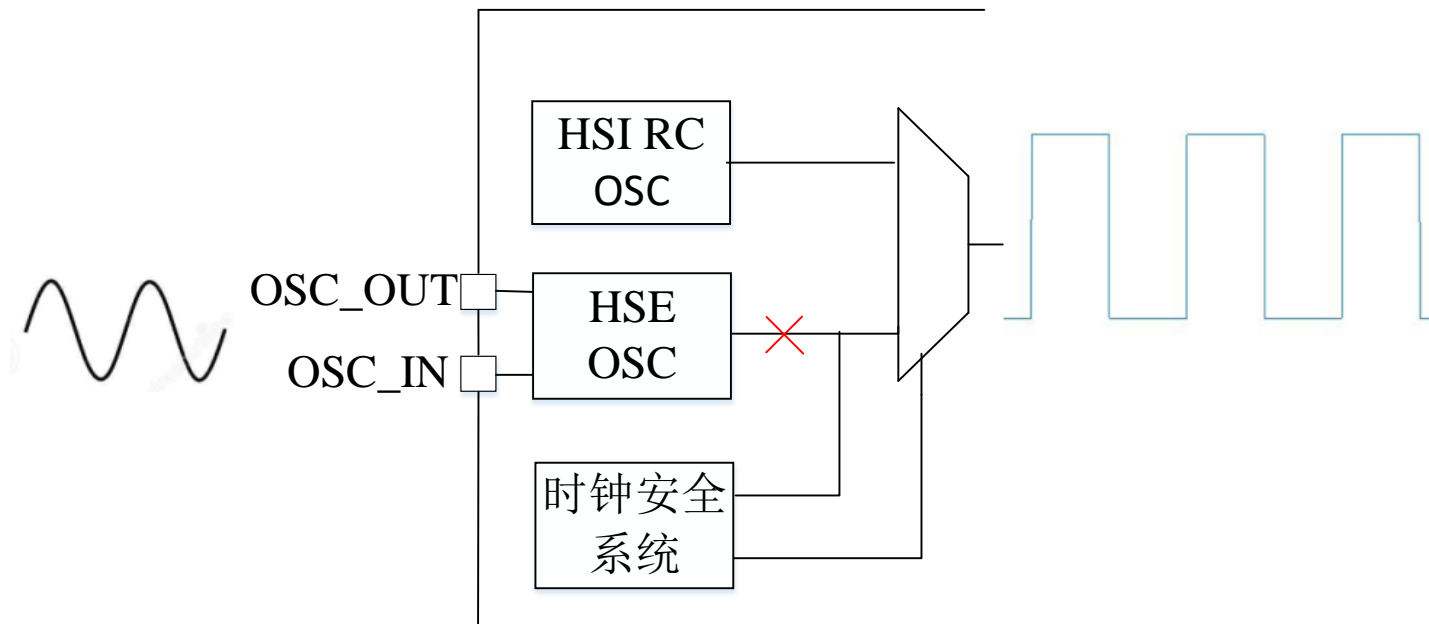 HSI RC
OSC
OSC_OUT
HSE
OSC
OSC_IN
时钟安全
系统